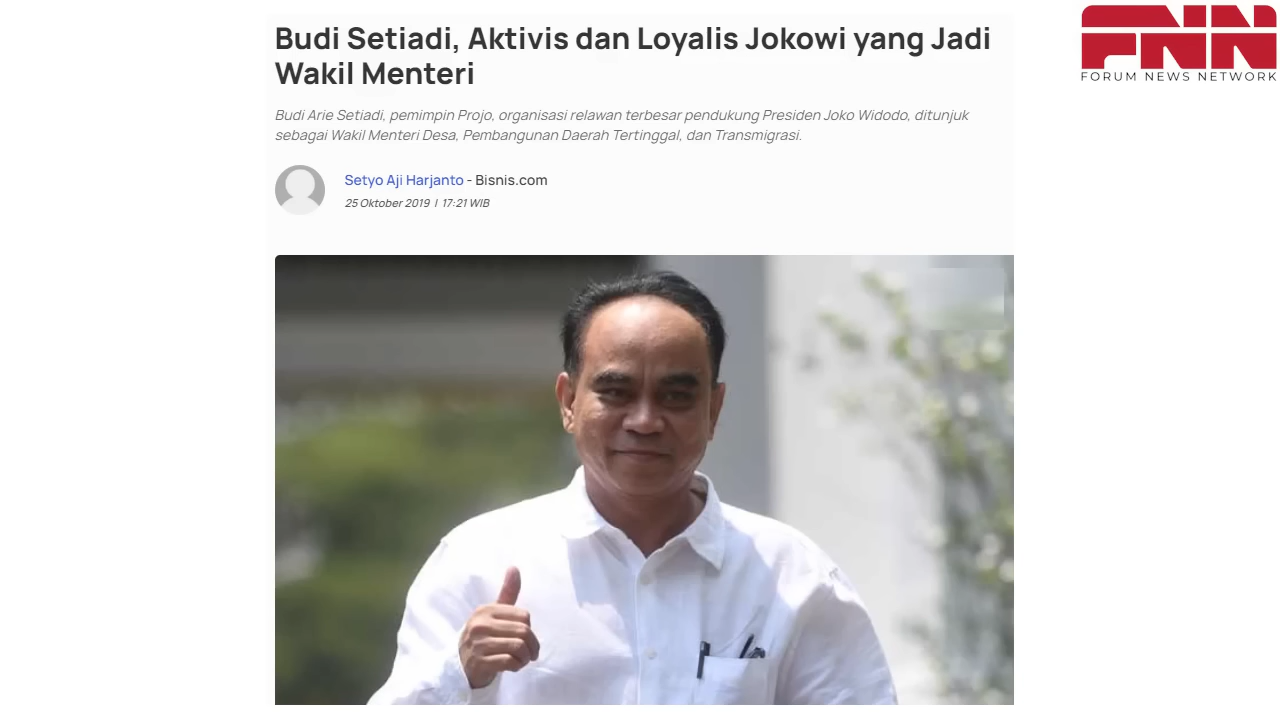 Budi Setiadi, Aktivis dan Loyalis Jokowi yang Jadi
Wakil Menteri
Budi Arie Setiadi, pemimpin Projo, organisasi relawan terbesar pendukung Presiden Joko Widodo, ditunjuk
sebagai Wakil Menteri Desa, Pembangunan Daerah Tertinggal, dan Transmigrasi.
Setyo Aji Harjanto - Bisnis.com
25 Oktober 2019 | 17:21 WIB
FNN
FORUM NEWS NETWORK